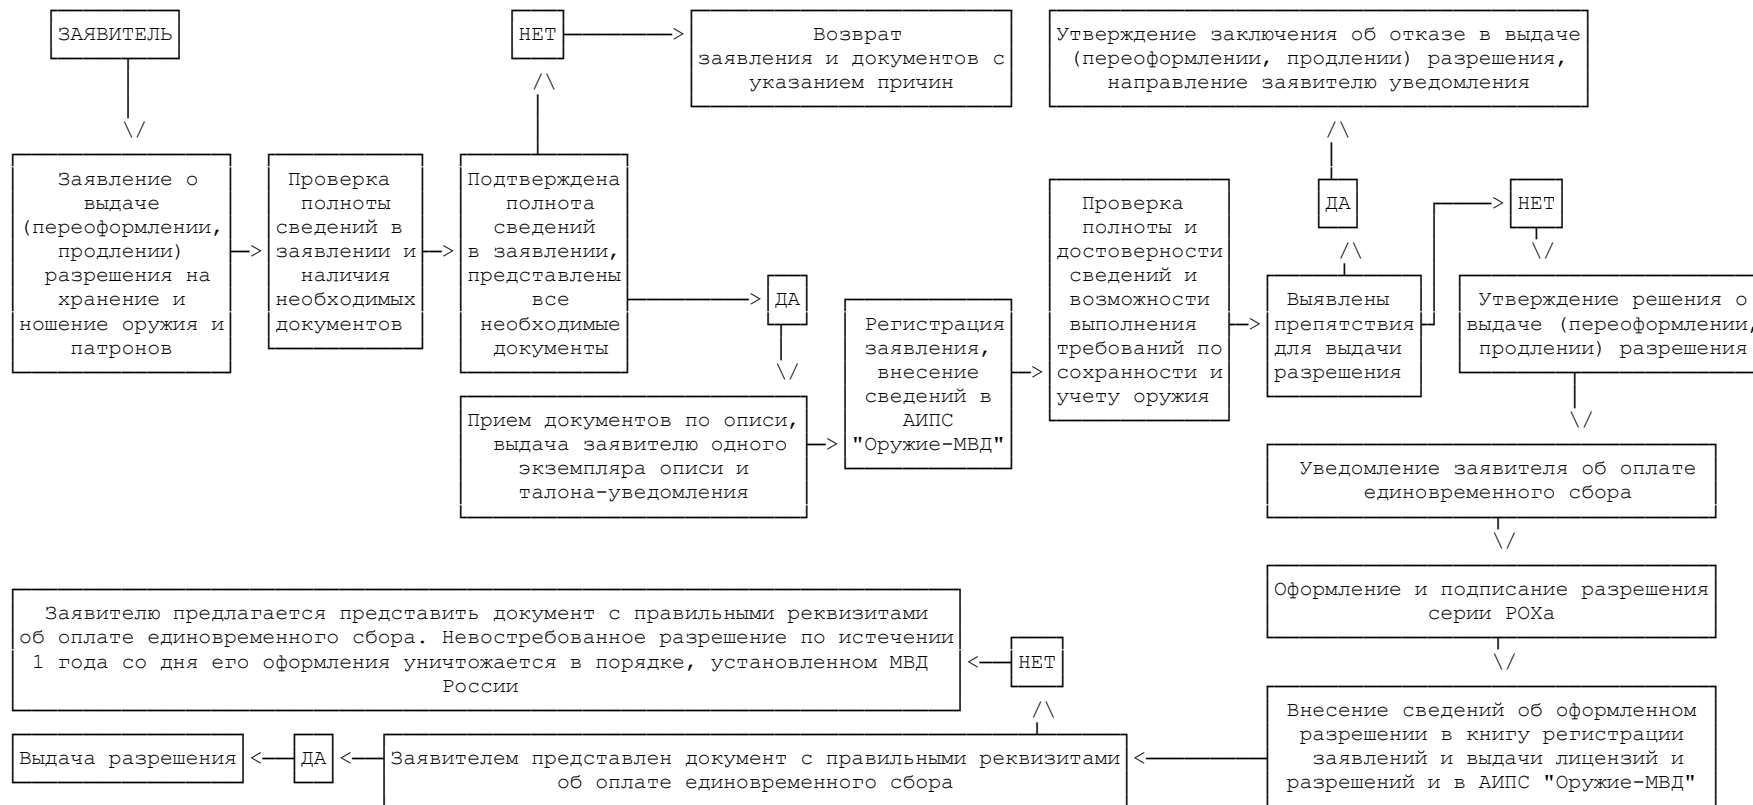 ЗАЯВИТЕЛЬ
НЕТ
Возврат
заявления и документов с
указанием причин
Утверждение заключения об отказе в выдаче
(переоформлении, продлении) разрешения,
направление заявителю уведомления
Заявление о
выдаче
(переоформлении,
продлении)
разрешения на
хранение и
ношение оружия и
патронов
Проверка
полноты
сведений в
заявлении и
наличия
необходимых
документов
Подтверждена
полнота
сведений
в заявлении,
представлены
все
необходимые
документы
ДА
Прием документов по описи,
выдача заявителю одного
экземпляра описи и
талона-уведомления
Регистрация
заявления,
внесение
сведений в
АИПС
"Оружие-МВД"
Проверка
полноты и
достоверности
сведений и
возможности
выполнения
требований по
сохранности и
учету оружия
Выявлены
препятствия
для выдачи
разрешения
ДА
НЕТ
Утверждение решения о
выдаче (переоформлении,
продлении) разрешения
Уведомление заявителя об оплате
единовременного сбора
Оформление и подписание разрешения
серии РОХа
Внесение сведений об оформленном
разрешении в книгу регистрации
заявлений и выдачи лицензий и
разрешений и в АИПС "Оружие-МВД"
Заявителем представлен документ с правильными реквизитами
об оплате единовременного сбора
НЕТ
Заявителю предлагается представить документ с правильными реквизитами
об оплате единовременного сбора. Невостребованное разрешение по истечении
1 года со дня его оформления уничтожается в порядке, установленном МВД
России
ДА
Выдача разрешения